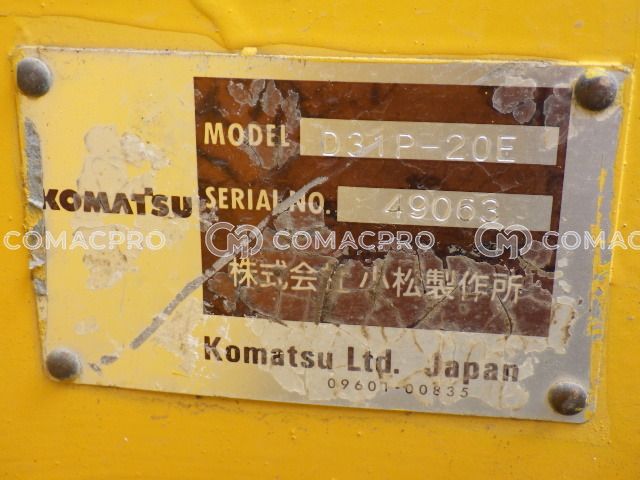 MODEL D31P-20E
KOMATSU
SERIAL NO. 49063
COMACPRO COMACPRO COMACPRO
株式会社 小松製作所
Komatsu Ltd. Japan
09601-00835